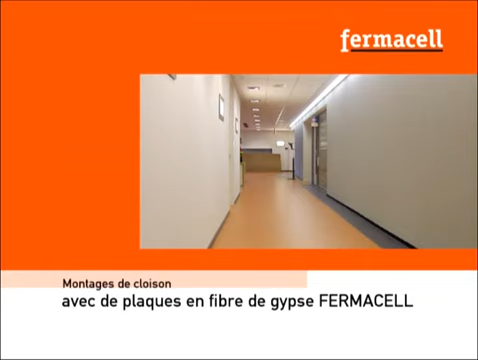 fermacell
Montages de cloison
avec de plaques en fibre de gypse FERMACELL